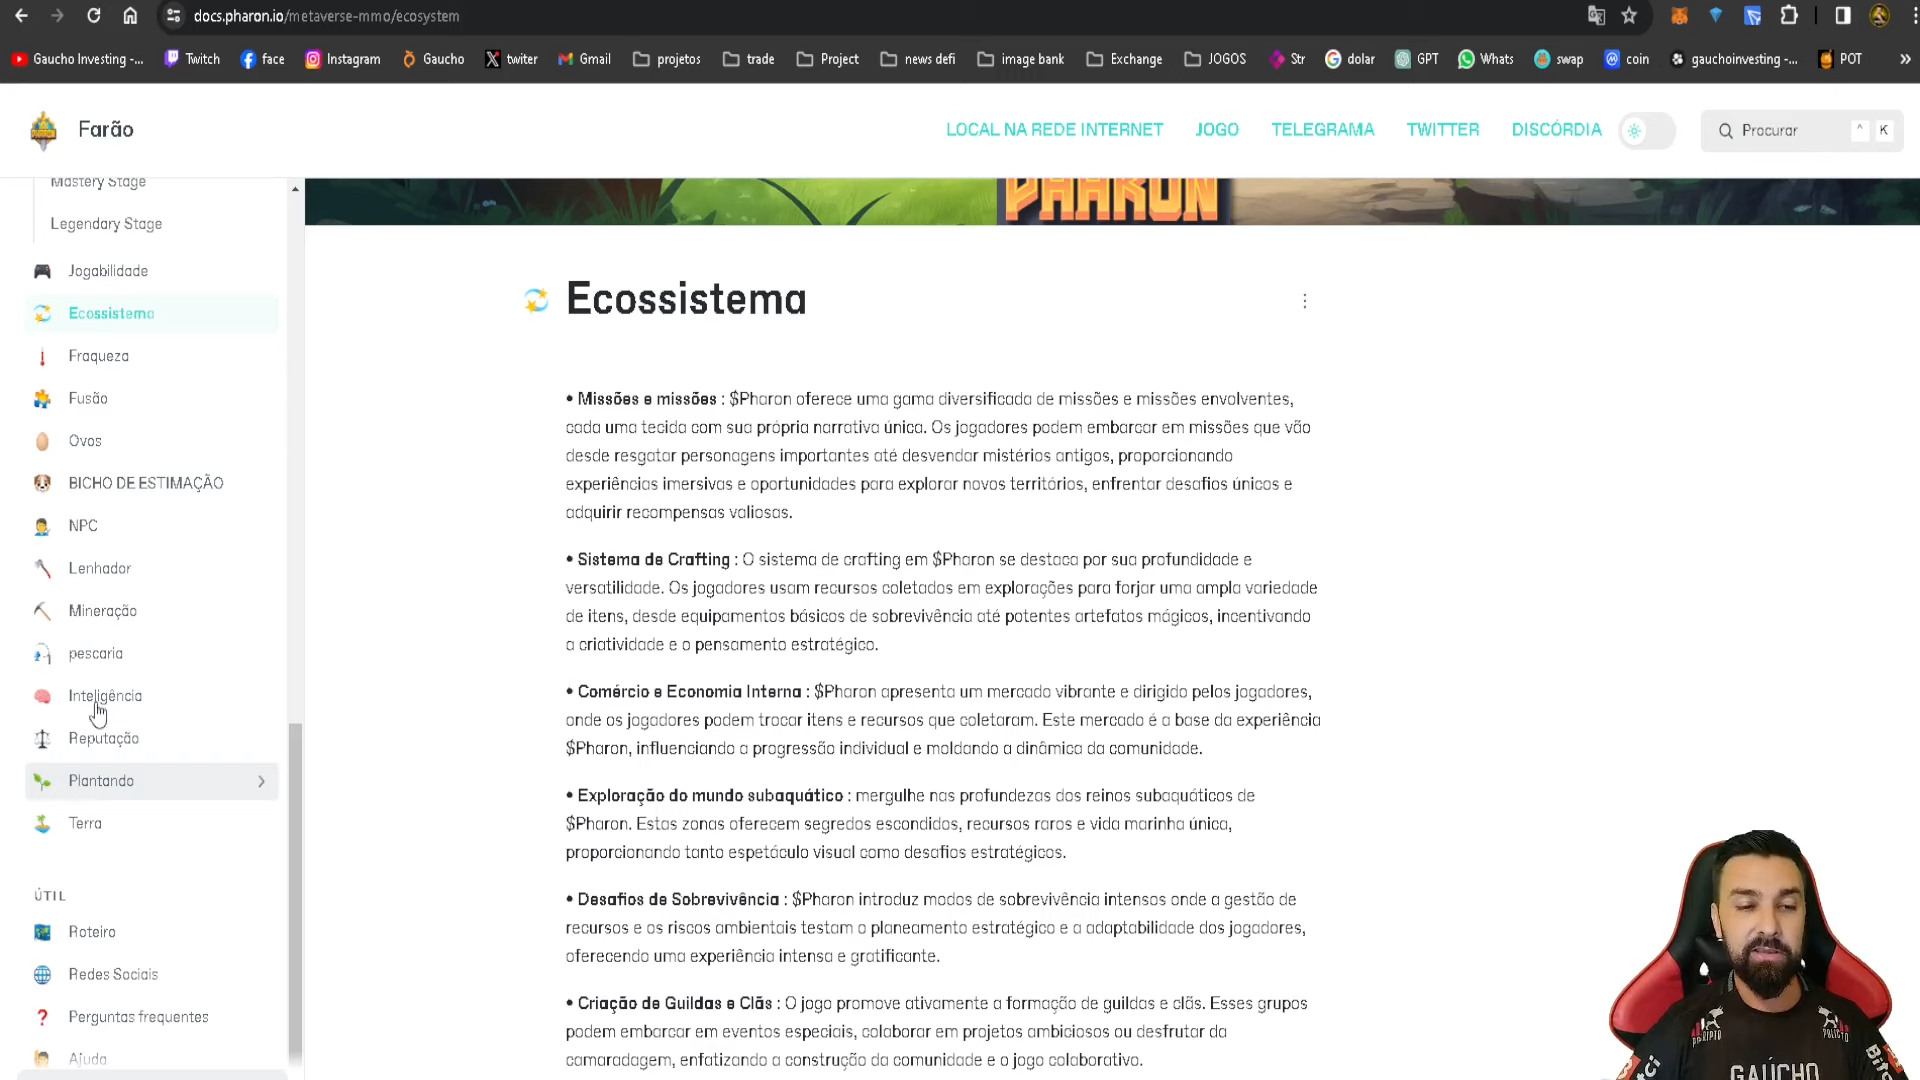 docs.pharon.io/metaverse-mmo/ecosystem
Gaucho Investing -... Twitch face Instagram Gaucho twiter Gmail projetos trade Project news defi image bank Exchange JOGOS Str dolar GPT Whats swap coin gauchoinvesting -... POT »
Farão
LOCAL NA REDE INTERNET JOGO TELEGRAMA TWITTER DISCÓRDIA Procurar ^ K
Mastery Stage
Legendary Stage
Jogabilidade
Ecossistema
Fraqueza
Fusão
Ovos
BICHO DE ESTIMAÇÃO
NPC
Lenhador
Mineração
pescaria
Inteligência
Reputação
Plantando
Terra
ÚTIL
Roteiro
Redes Sociais
Perguntas frequentes
Ajuda
PHARON
Ecossistema
• Missões e missões : $Pharon oferece uma gama diversificada de missões e missões envolventes,
cada uma tecida com sua própria narrativa única. Os jogadores podem embarcar em missões que vão
desde resgatar personagens importantes até desvendar mistérios antigos, proporcionando
experiências imersivas e oportunidades para explorar novos territórios, enfrentar desafios únicos e
adquirir recompensas valiosas.
• Sistema de Crafting : O sistema de crafting em $Pharon se destaca por sua profundidade e
versatilidade. Os jogadores usam recursos coletados em explorações para forjar uma ampla variedade
de itens, desde equipamentos básicos de sobrevivência até potentes artefatos mágicos, incentivando
a criatividade e o pensamento estratégico.
• Comércio e Economia Interna : $Pharon apresenta um mercado vibrante e dirigido pelos jogadores,
onde os jogadores podem trocar itens e recursos que coletaram. Este mercado é a base da experiência
$Pharon, influenciando a progressão individual e moldando a dinâmica da comunidade.
• Exploração do mundo subaquático : mergulhe nas profundezas dos reinos subaquáticos de
$Pharon. Estas zonas oferecem segredos escondidos, recursos raros e vida marinha única,
proporcionando tanto espetáculo visual como desafios estratégicos.
• Desafios de Sobrevivência : $Pharon introduz modos de sobrevivência intensos onde a gestão de
recursos e os riscos ambientais testam o planeamento estratégico e a adaptabilidade dos jogadores,
oferecendo uma experiência intensa e gratificante.
• Criação de Guildas e Clãs : O jogo promove ativamente a formação de guildas e clãs. Esses grupos
podem embarcar em eventos especiais, colaborar em projetos ambiciosos ou desfrutar da
camaradagem, enfatizando a construção da comunidade e o jogo colaborativo.
GAÚCHO